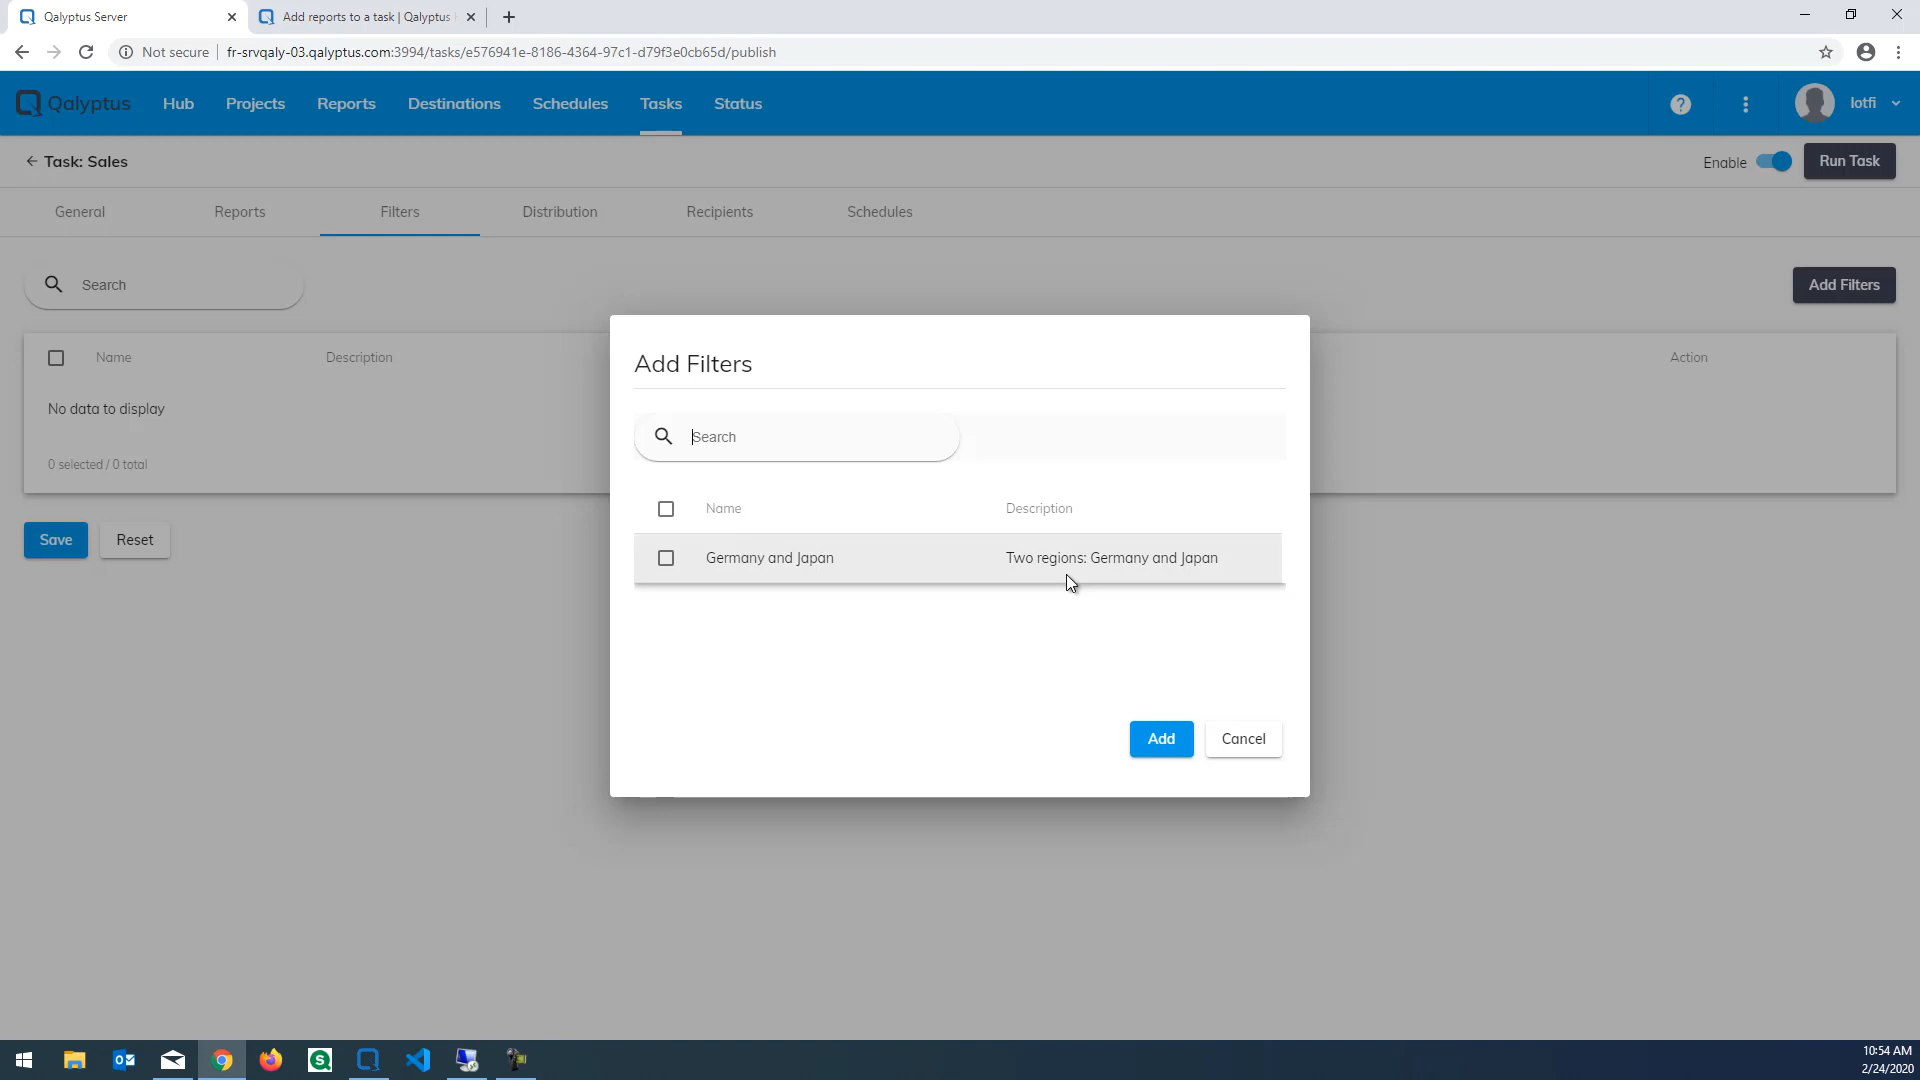 Qalyptus Server
Add reports to a task | Qalyptus
Not secure
fr-srvqaly-03.qalyptus.com:3994/tasks/e576941e-8186-4364-97c1-d79f3e0cb65d/publish
Qalyptus
Hub
Projects
Reports
Destinations
Schedules
Tasks
Status
?
lotfi
Task: Sales
Enable
Run Task
General
Reports
Filters
Distribution
Recipients
Schedules
Search
Add Filters
Name
Description
Action
No data to display
0 selected / 0 total
Save
Reset
Add Filters
Search
Name
Description
Germany and Japan
Two regions: Germany and Japan
Add
Cancel
10:54 AM
2/24/2020